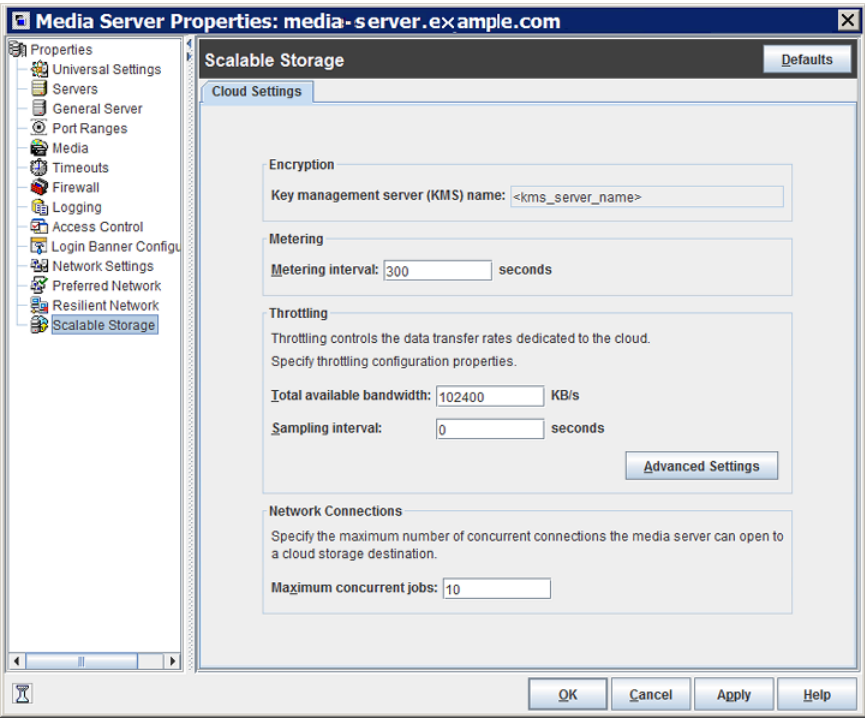 Media Server Properties: media-server.example.com
Properties
Universal Settings
Servers
General Server
Port Ranges
Media
Timeouts
Firewall
Logging
Access Control
Login Banner Configu
Network Settings
Preferred Network
Resilient Network
Scalable Storage
Scalable Storage
Defaults
Cloud Settings
Encryption
Key management server (KMS) name: <kms_server_name>
Metering
Metering interval: 300 seconds
Throttling
Throttling controls the data transfer rates dedicated to the cloud.
Specify throttling configuration properties.
Total available bandwidth: 102400 KB/s
Sampling interval: 0 seconds
Advanced Settings
Network Connections
Specify the maximum number of concurrent connections the media server can open to
a cloud storage destination.
Maximum concurrent jobs: 10
OK Cancel Apply Help